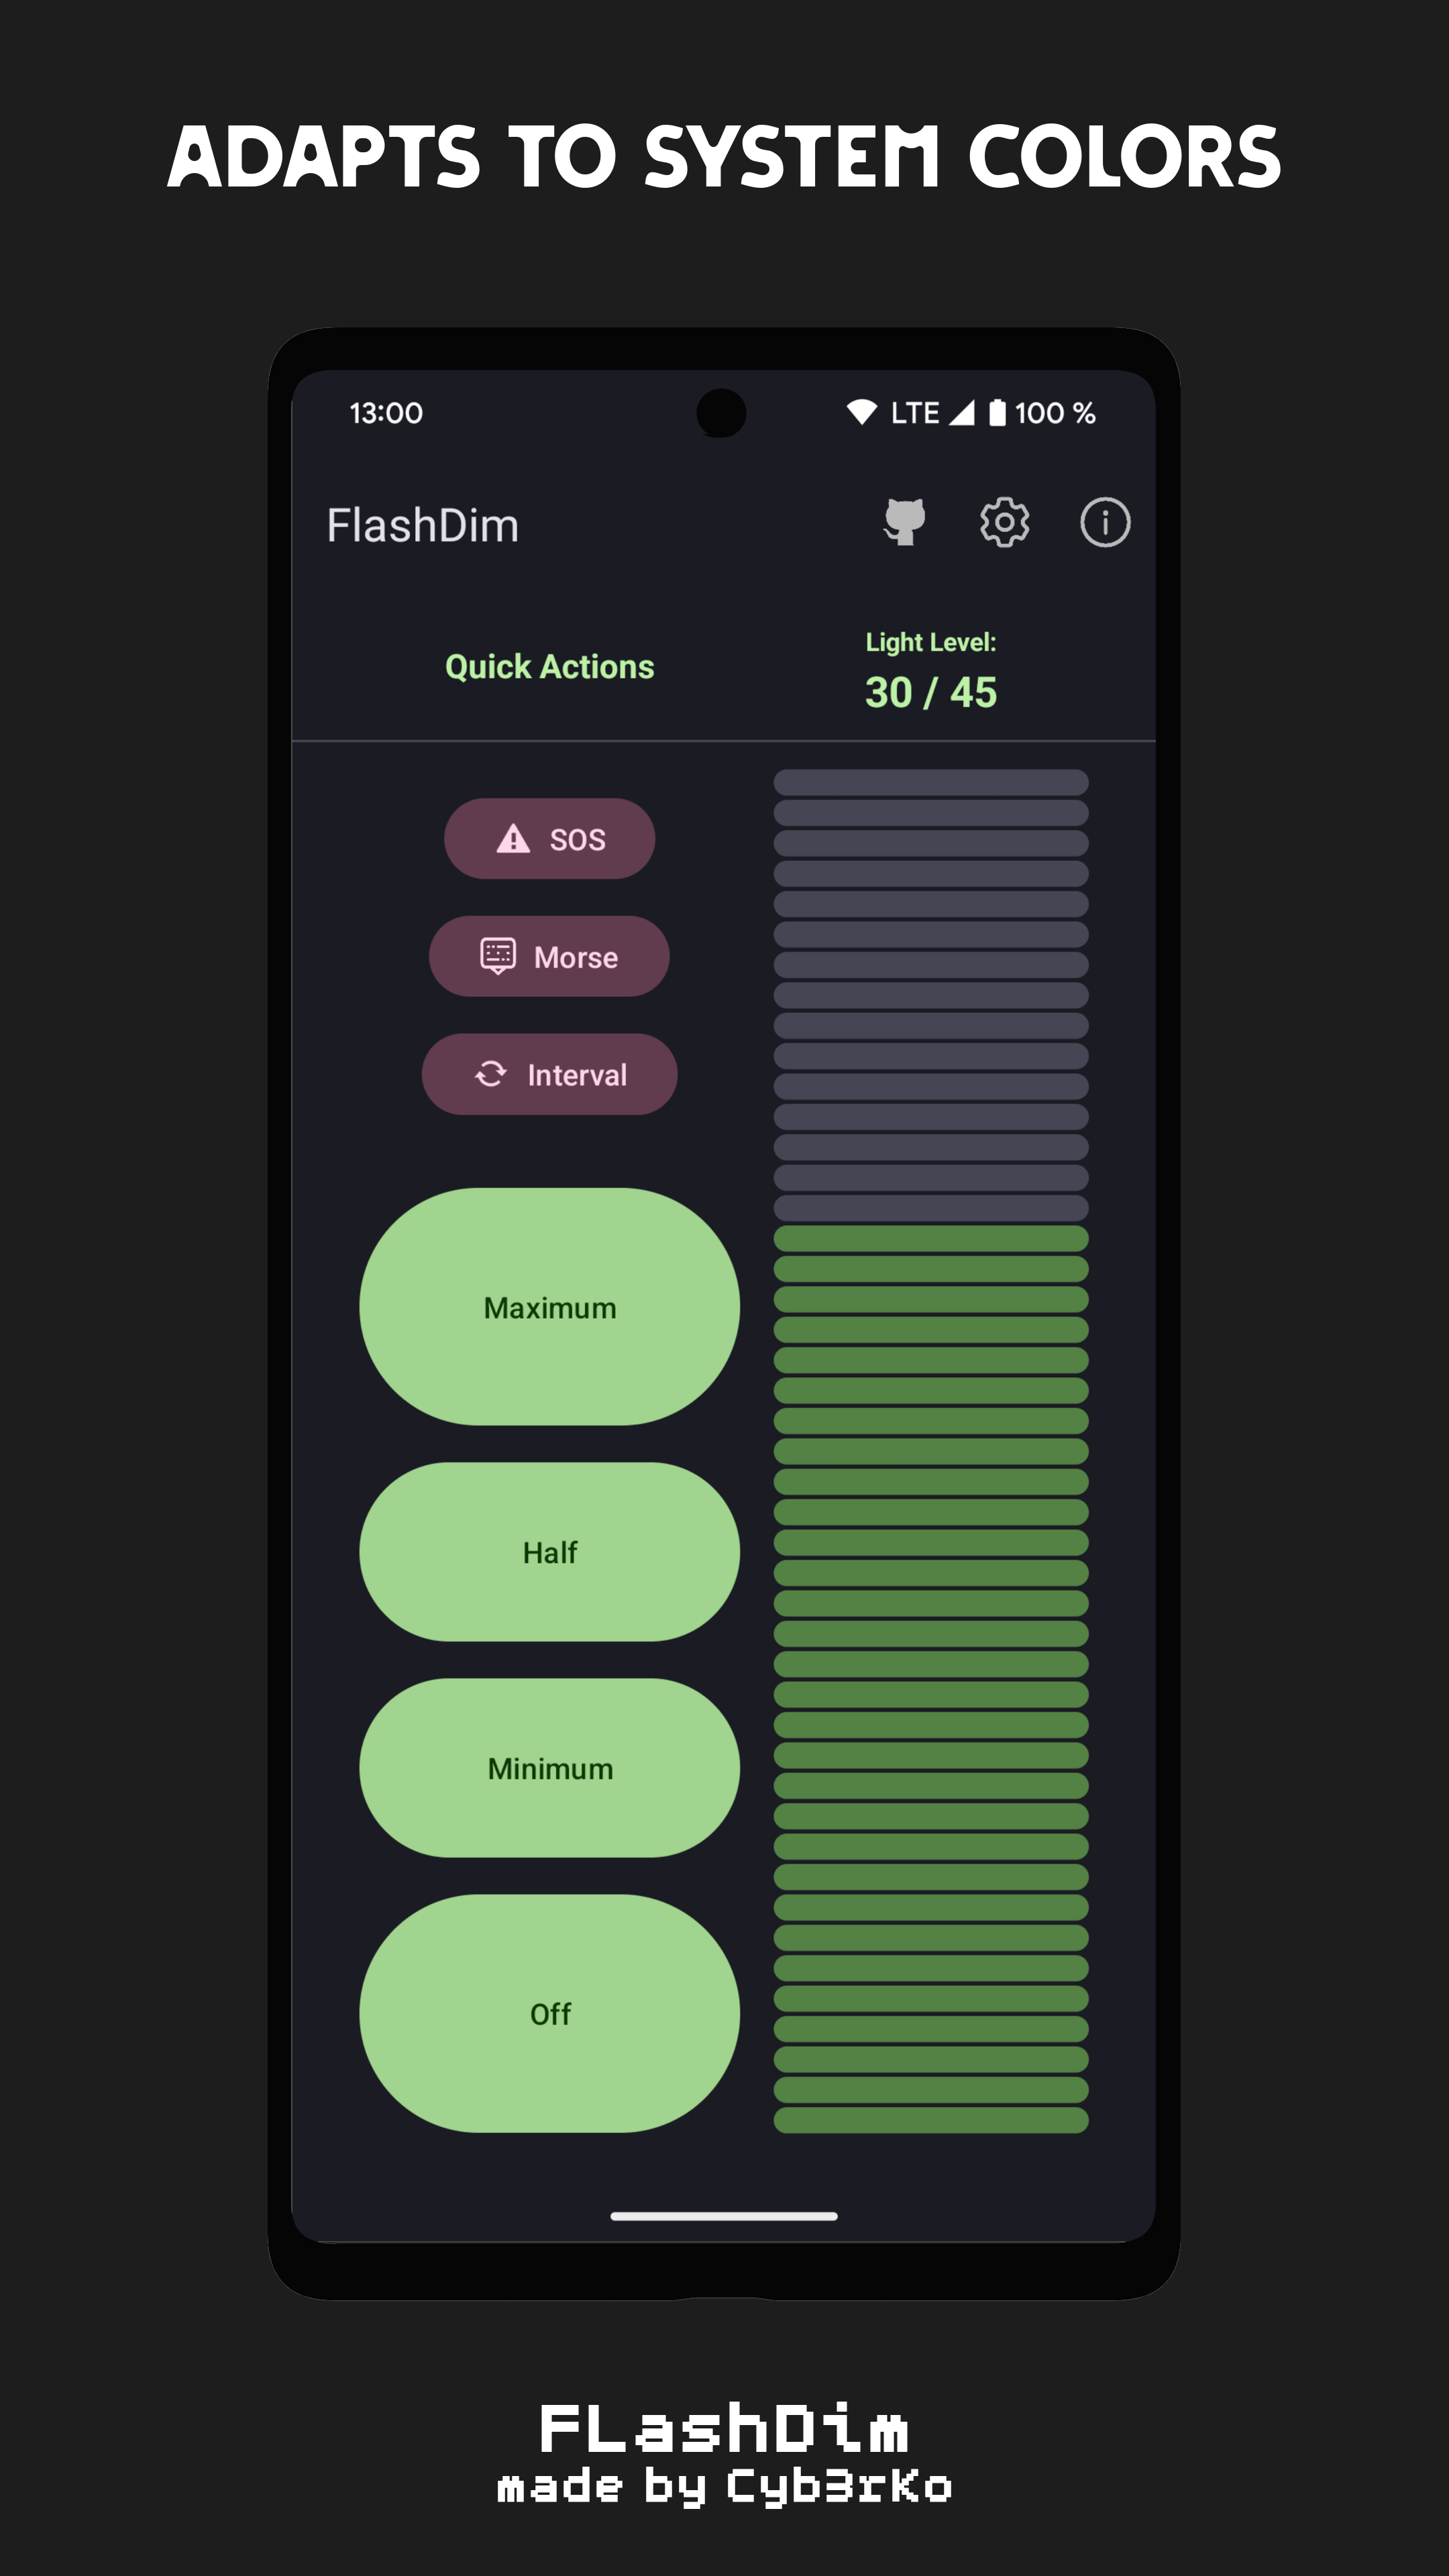 ADAPTS TO SYSTEM COLORS
13:00
LTE 100 %
FlashDim
Quick Actions
Light Level:
30 / 45
SOS
Morse
Interval
Maximum
Half
Minimum
Off
FLashDim
made by Cyb3rKo